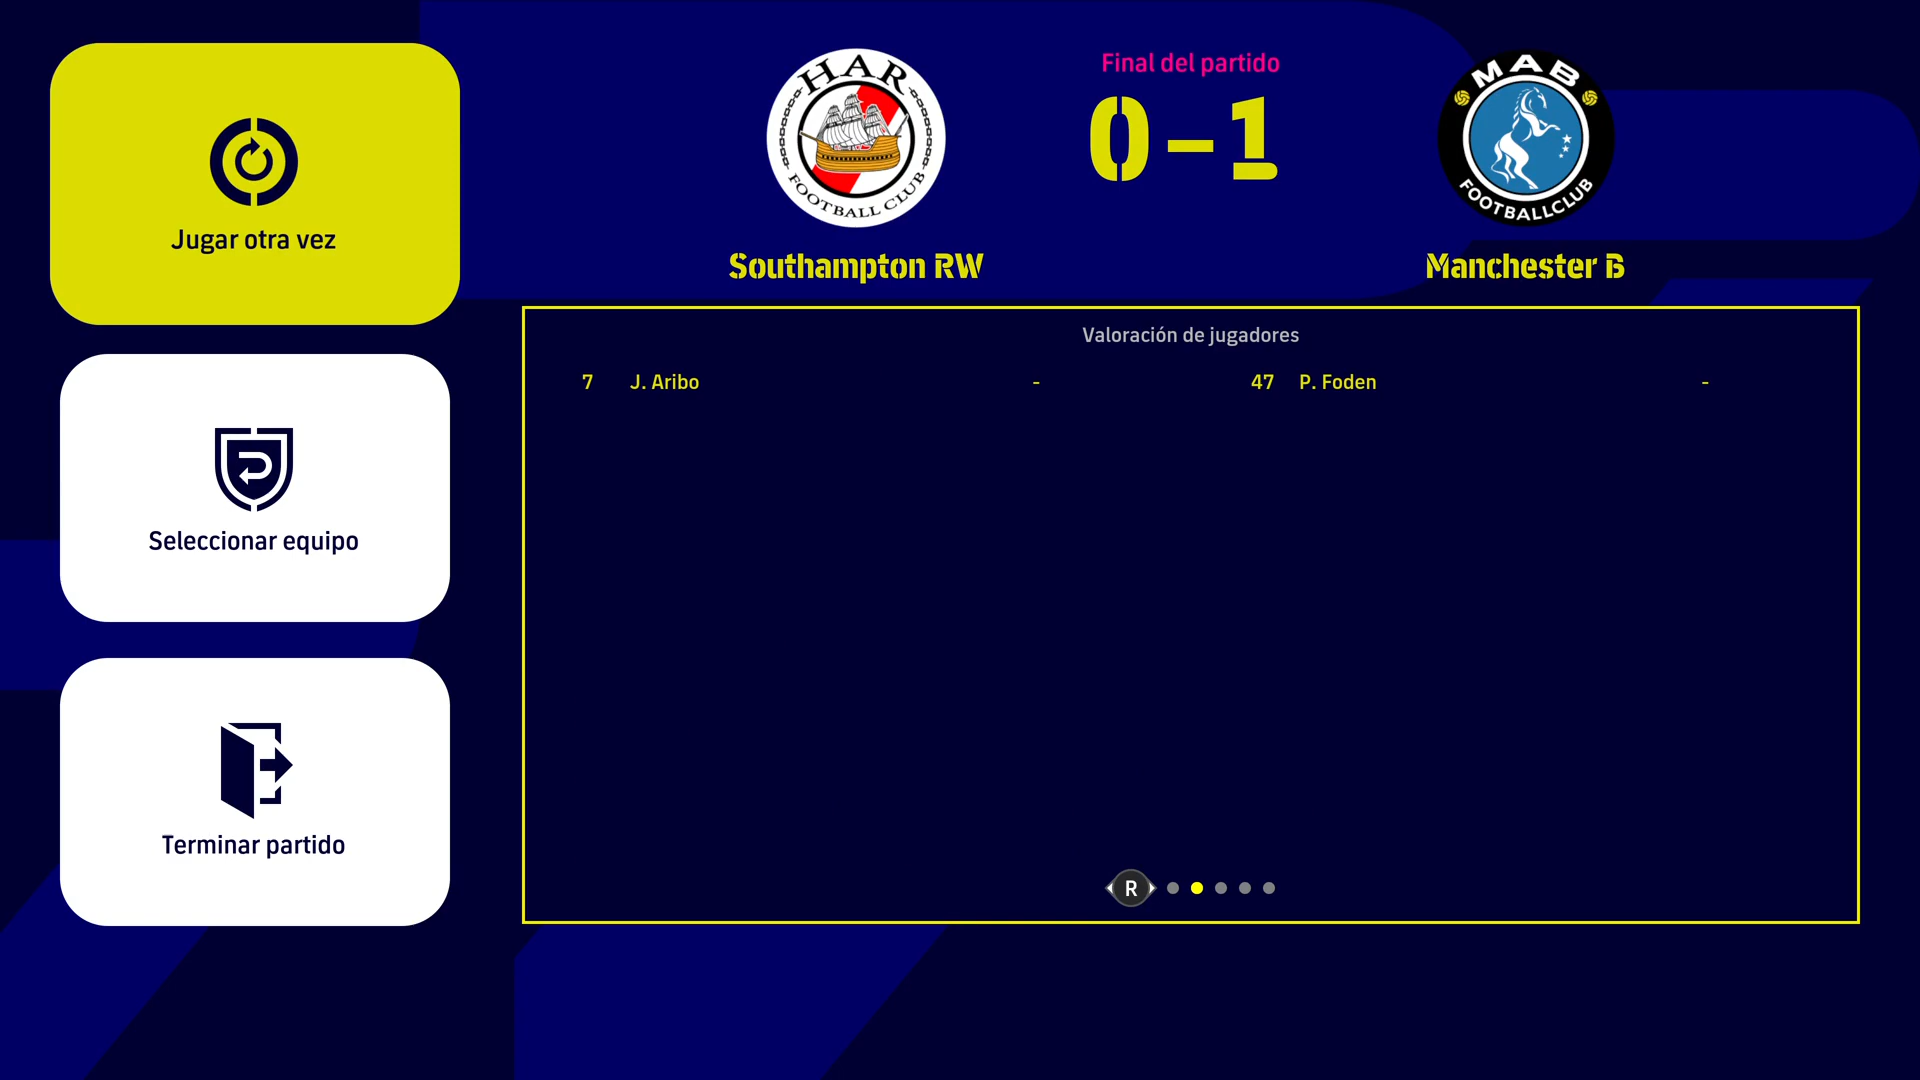 Jugar otra vez
Seleccionar equipo
Terminar partido
HAR
FOOTBALL CLUB
Southampton RW
Final del partido
0-1
MAB
FOOTBALLCLUB
Manchester B
Valoración de jugadores
7 J. Aribo -
47 P. Foden -
R